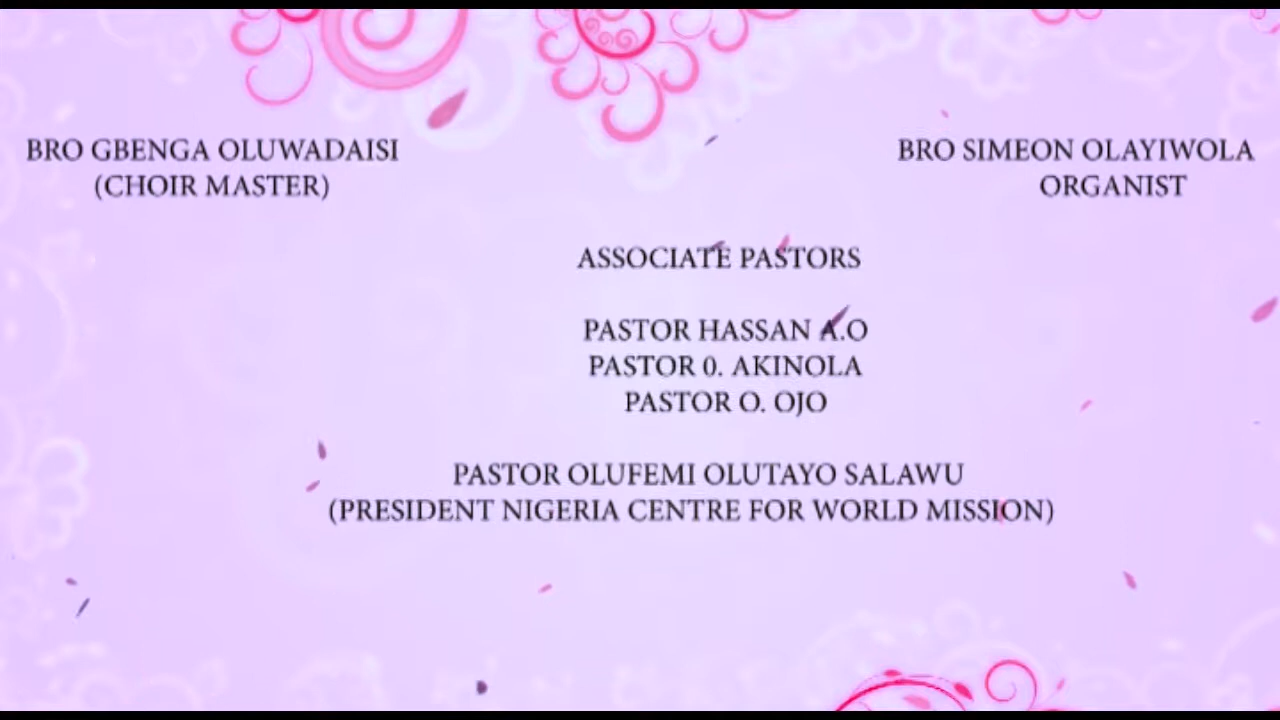 BRO GBENGA OLUWADAISI
(CHOIR MASTER)
BRO SIMEON OLAYIWOLA
ORGANIST
ASSOCIATE PASTORS
PASTOR HASSAN A.O
PASTOR 0. AKINOLA
PASTOR O. OJO
PASTOR OLUFEMI OLUTAYO SALAWU
(PRESIDENT NIGERIA CENTRE FOR WORLD MISSION)